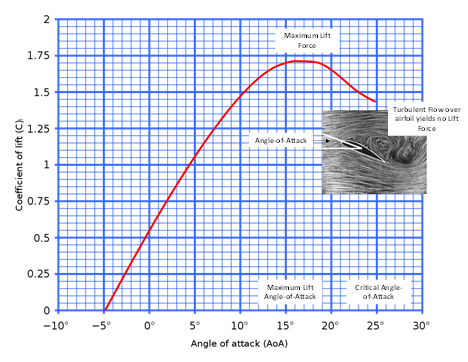 2
Maximum Lift
Force
1.75
1.5
Turbulent Flow over
airfoil yields no Lift
Force
1.25
Angle-of-Attack
1
Coefficient of lift (C)
0.75
0.5
Maximum Lift
Angle-of-Attack
Critical Angle-
of-Attack
0.25
0
−10° −5° 0° 5° 10° 15° 20° 25° 30°
Angle of attack (AoA)